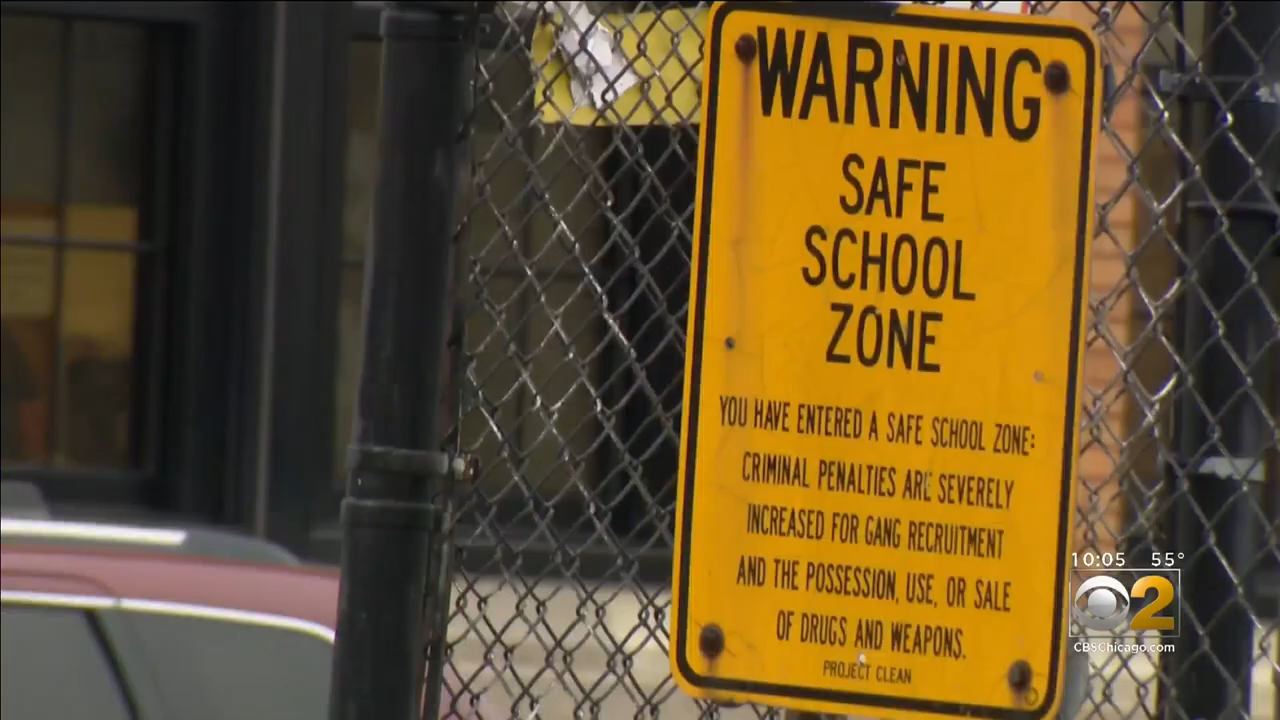 WARNING
SAFE
SCHOOL
ZONE
YOU HAVE ENTERED A SAFE SCHOOL ZONE:
CRIMINAL PENALTIES ARE SEVERELY
INCREASED FOR GANG RECRUITMENT
AND THE POSSESSION, USE, OR SALE
OF DRUGS AND WEAPONS.
PROJECT CLEAN
10:05 55°
2
CBSChicago.com